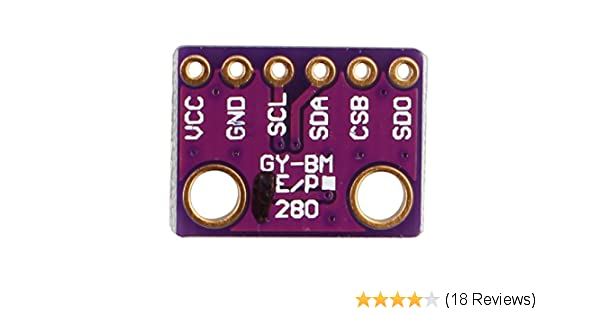 VCC GND SCL SDA CSB SDO
GY-BM
E/P
280
(18 Reviews)